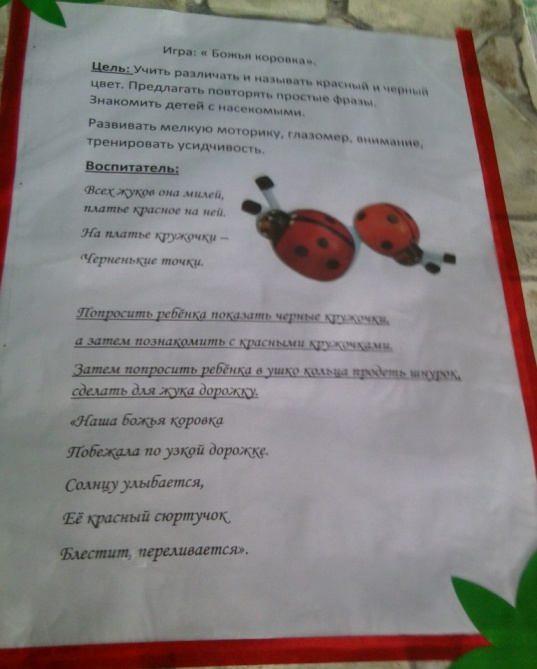 Игра: « Божья коровка».
Цель: Учить различать и называть красный и черный
цвет. Предлагать повторять простые фразы.
Знакомить детей с насекомыми.
Развивать мелкую моторику, глазомер, внимание,
тренировать усидчивость.
Воспитатель:
Всех жуков она милей,
платье красное на ней.
На платье кружочки –
Черненькие точки.
Попросить ребёнка показать черные кружочки,
а затем познакомить с красными кружочками.
Затем попросить ребёнка в ушко кольца продеть шнурок,
сделать для жука дорожку.
«Наша божья коровка
Побежала по узкой дорожке.
Солнцу улыбается,
Её красный сюртучок
Блестит, переливается».